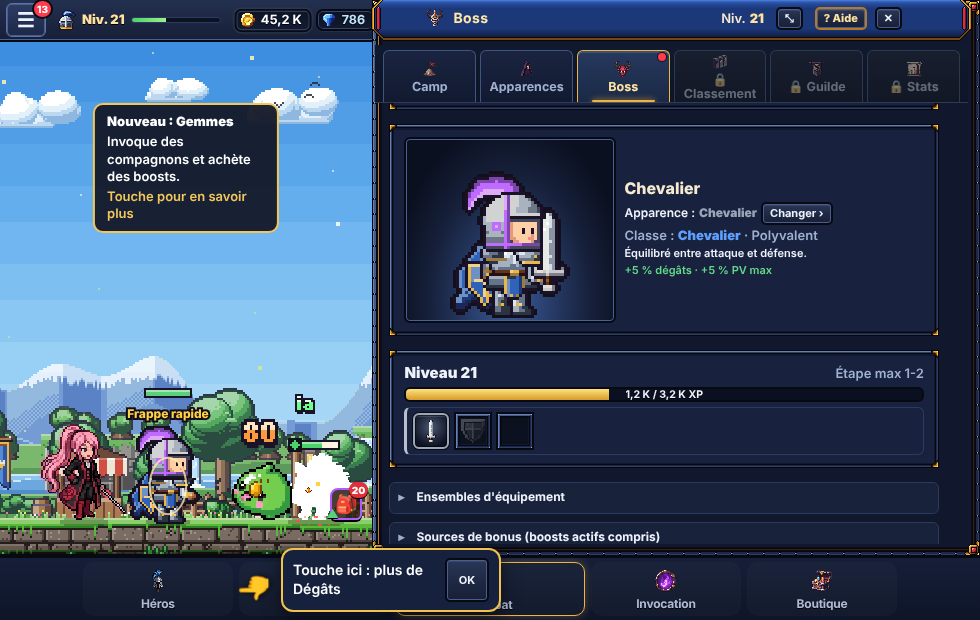 13
Niv. 21
45,2 K
786
Boss
Niv. 21
? Aide
Camp
Apparences
Boss
Classement
Guilde
Stats
Nouveau : Gemmes
Invoque des
compagnons et achète
des boosts.
Touche pour en savoir
plus
Chevalier
Apparence : Chevalier Changer ›
Classe : Chevalier · Polyvalent
Équilibré entre attaque et défense.
+5 % dégâts · +5 % PV max
Niveau 21
Étape max 1-2
1,2 K / 3,2 K XP
Frappe rapide
80
20
Ensembles d'équipement
Sources de bonus (boosts actifs compris)
Touche ici : plus de
Dégâts
OK
Héros
Invocation
Boutique